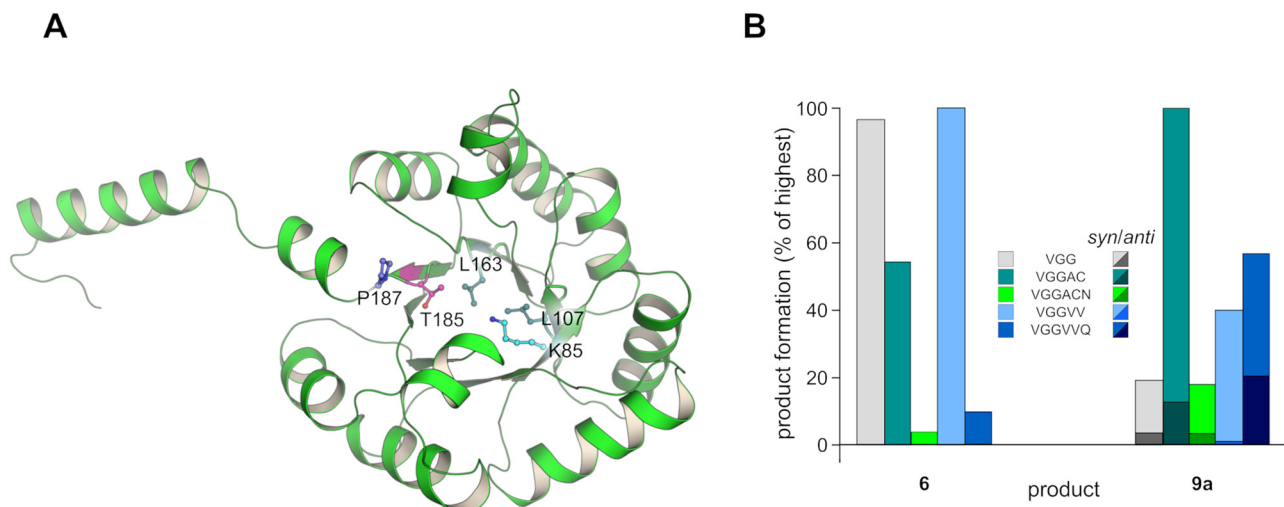 A
P187
T185
L163
L107
K85
B
product formation (% of highest)
100
80
60
40
20
0
syn/anti
VGG
VGGAC
VGGACN
VGGVV
VGGVVQ
6
product
9a